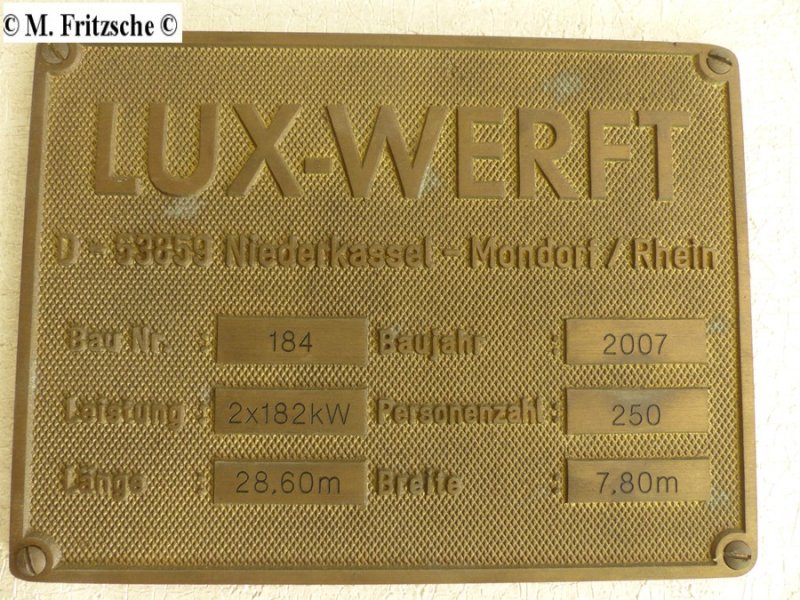 © M. Fritzsche ©
LUX-WERFT
D - 53859 Niederkassel - Mondorf / Rhein
Bau Nr. : 184 Baujahr : 2007
Leistung : 2x182kW Personenzahl : 250
Länge : 28,60m Breite : 7,80m